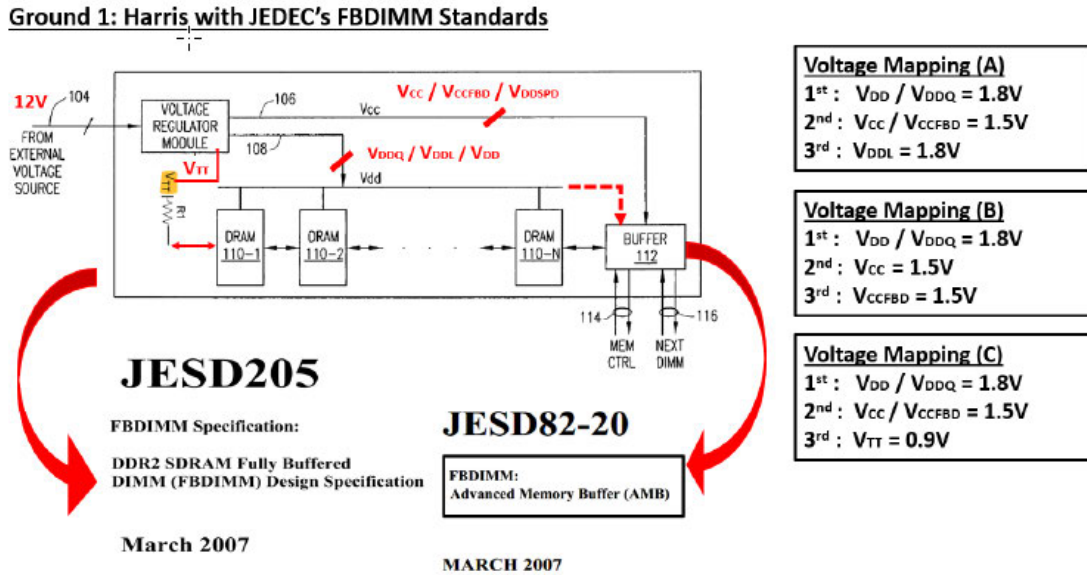 Ground 1: Harris with JEDEC's FBDIMM Standards
12V
104
FROM
EXTERNAL
VOLTAGE
SOURCE
VOLTAGE
REGULATOR
MODULE
106
108
VCC / VCCFBD / VDDSPD
Vcc
VDDQ / VDDL / VDD
Vdd
VTT
VTT
R1
DRAM
110-1
DRAM
110-2
. . . . .
DRAM
110-N
BUFFER
112
114
116
MEM
CTRL
NEXT
DIMM
JESD205
FBDIMM Specification:
DDR2 SDRAM Fully Buffered
DIMM (FBDIMM) Design Specification
March 2007
JESD82-20
FBDIMM:
Advanced Memory Buffer (AMB)
MARCH 2007
Voltage Mapping (A)
1st : VDD / VDDQ = 1.8V
2nd : VCC / VCCFBD = 1.5V
3rd : VDDL = 1.8V
Voltage Mapping (B)
1st : VDD / VDDQ = 1.8V
2nd : VCC = 1.5V
3rd : VCCFBD = 1.5V
Voltage Mapping (C)
1st : VDD / VDDQ = 1.8V
2nd : VCC / VCCFBD = 1.5V
3rd : VTT = 0.9V